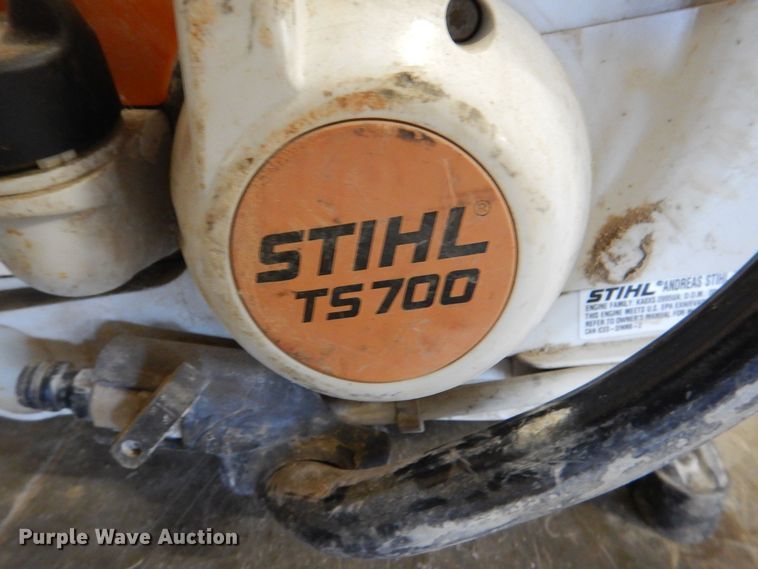 STIHL®
TS700
STIHL® ANDREAS STIHL
ENGINE FAMILY:
THIS ENGINE MEETS U.S. EPA
REFER TO OWNER'S MANUAL FOR
Purple Wave Auction